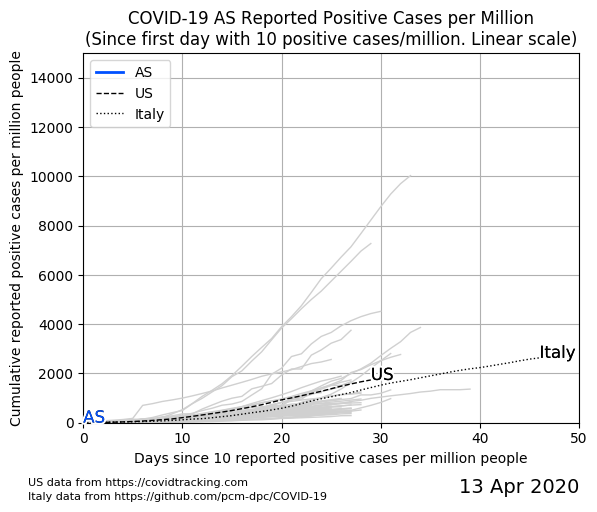 COVID-19 AS Reported Positive Cases per Million
(Since first day with 10 positive cases/million. Linear scale)
Cumulative reported positive cases per million people
14000
12000
10000
8000
6000
4000
2000
0
AS
US
Italy
AS
US
Italy
0 10 20 30 40 50
Days since 10 reported positive cases per million people
US data from https://covidtracking.com
Italy data from https://github.com/pcm-dpc/COVID-19
13 Apr 2020